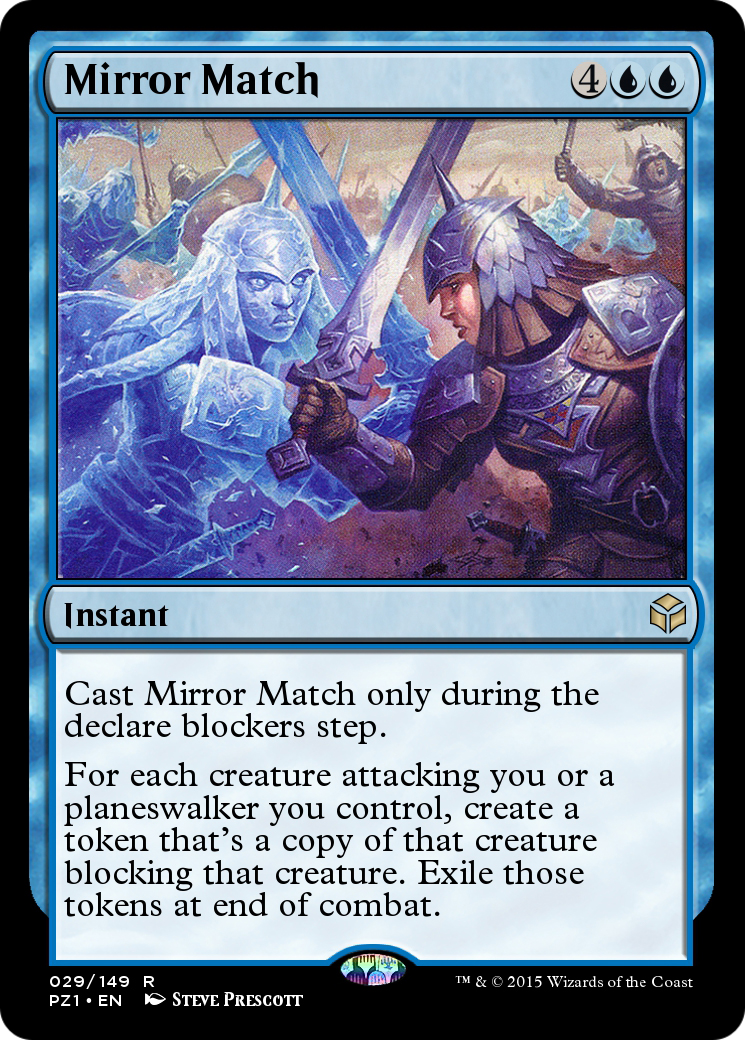 Mirror Match 4
Instant
Cast Mirror Match only during the
declare blockers step.
For each creature attacking you or a
planeswalker you control, create a
token that's a copy of that creature
blocking that creature. Exile those
tokens at end of combat.
029/149 R
PZ1 • EN STEVE PRESCOTT
™ & © 2015 Wizards of the Coast